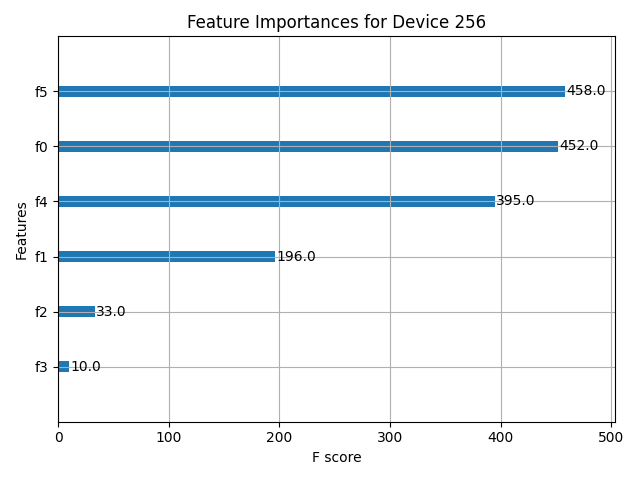 Feature Importances for Device 256
Features
f5 458.0
f0 452.0
f4 395.0
f1 196.0
f2 33.0
f3 10.0
0 100 200 300 400 500
F score